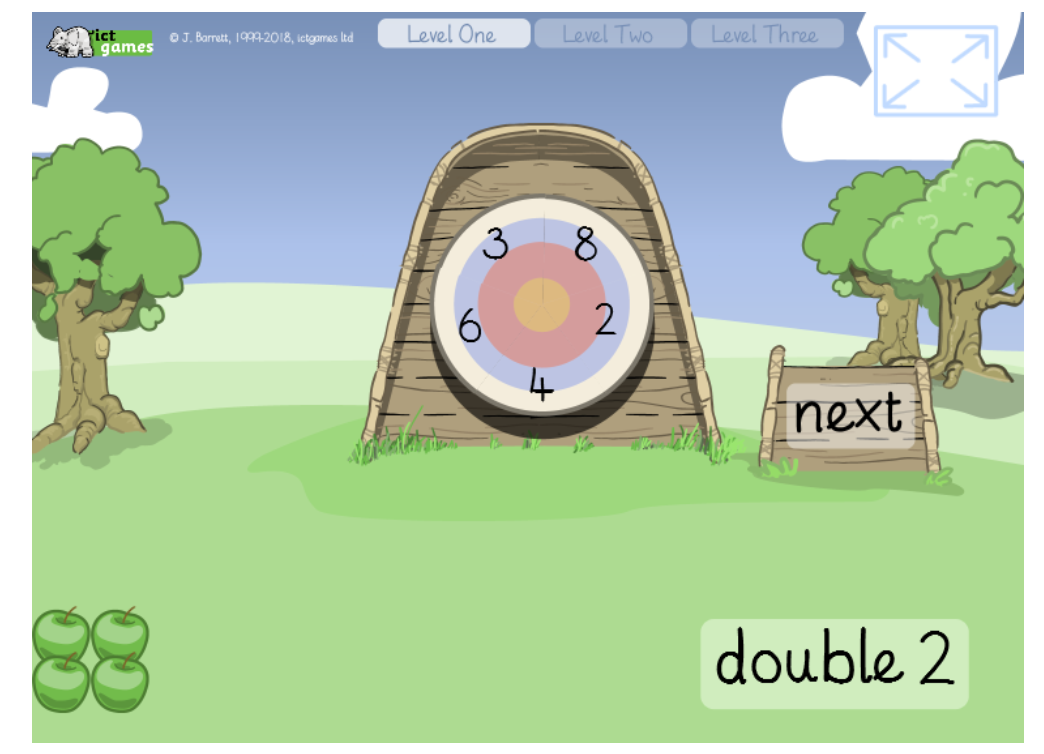 ict games
© J. Barrett, 1999-2018, ictgames ltd
Level One
Level Two
Level Three
3
8
6
2
4
next
double 2